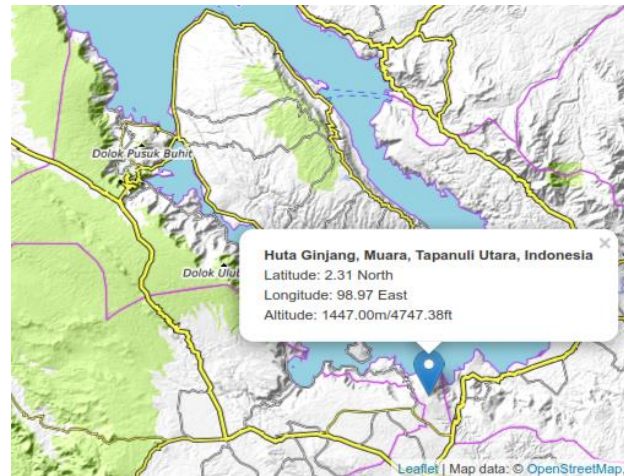 Dolok Pusuk Buhit
Huta Ginjang, Muara, Tapanuli Utara, Indonesia
×
Latitude: 2.31 North
Longitude: 98.97 East
Altitude: 1447.00m/4747.38ft
Dolok Ulub
Leaflet | Map data: © OpenStreetMap